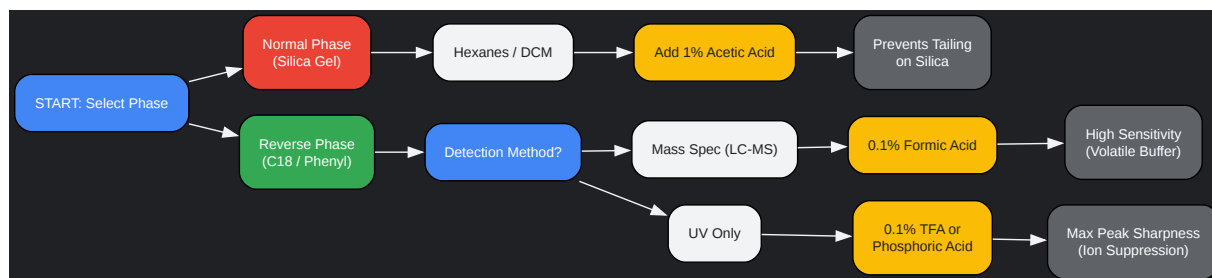 START: Select Phase
Normal Phase
(Silica Gel)
Hexanes / DCM
Add 1% Acetic Acid
Prevents Tailing
on Silica
Reverse Phase
(C18 / Phenyl)
Detection Method?
Mass Spec (LC-MS)
0.1% Formic Acid
High Sensitivity
(Volatile Buffer)
UV Only
0.1% TFA or
Phosphoric Acid
Max Peak Sharpness
(Ion Suppression)